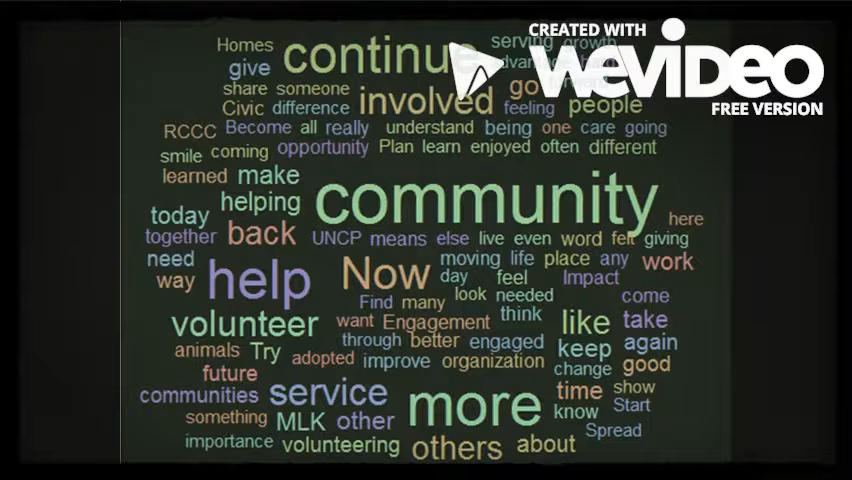 CREATED WITH
WEVIDEO
FREE VERSION
Homes continue serving growth
give
share someone go
Civic difference involved feeling people
RCCC Become all really understand being one care going
smile coming opportunity Plan learn enjoyed often different
learned make
helping community
today here
together back UNCP means else live even word felt giving
need moving life place any work
way help Now day feel Impact
Find many look needed come
volunteer want Engagement think like take
through better engaged keep again
animals Try adopted improve organization change good
future
communities service more time show
know Start
something MLK other Spread
importance volunteering others about